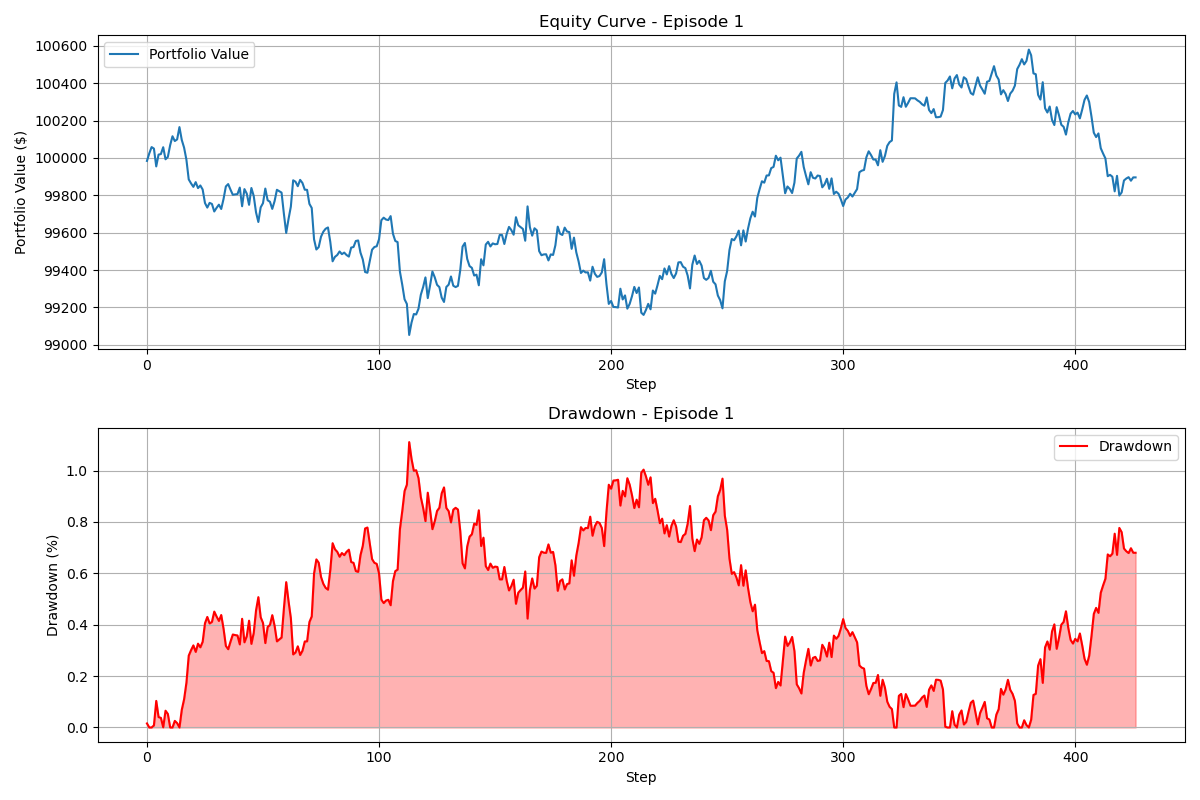 Equity Curve - Episode 1
Portfolio Value ($)
100600
100400
100200
100000
99800
99600
99400
99200
99000
Portfolio Value
0 100 200 300 400
Step
Drawdown - Episode 1
Drawdown (%)
1.0
0.8
0.6
0.4
0.2
0.0
Drawdown
0 100 200 300 400
Step